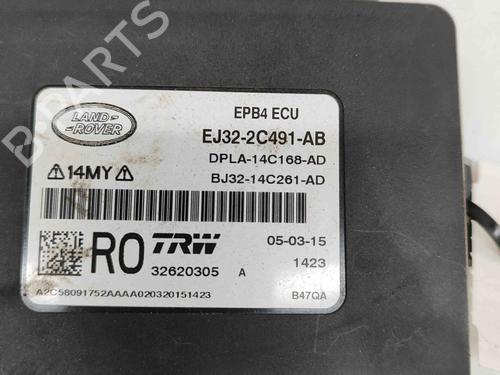 B PARTS
LAND
ROVER
EPB4 ECU
EJ32-2C491-AB
DPLA-14C168-AD
⚠14MY⚠
BJ32-14C261-AD
RO TRW
05-03-15
32620305 A
1423
A2C58091752AAAA020320151423
B47QA